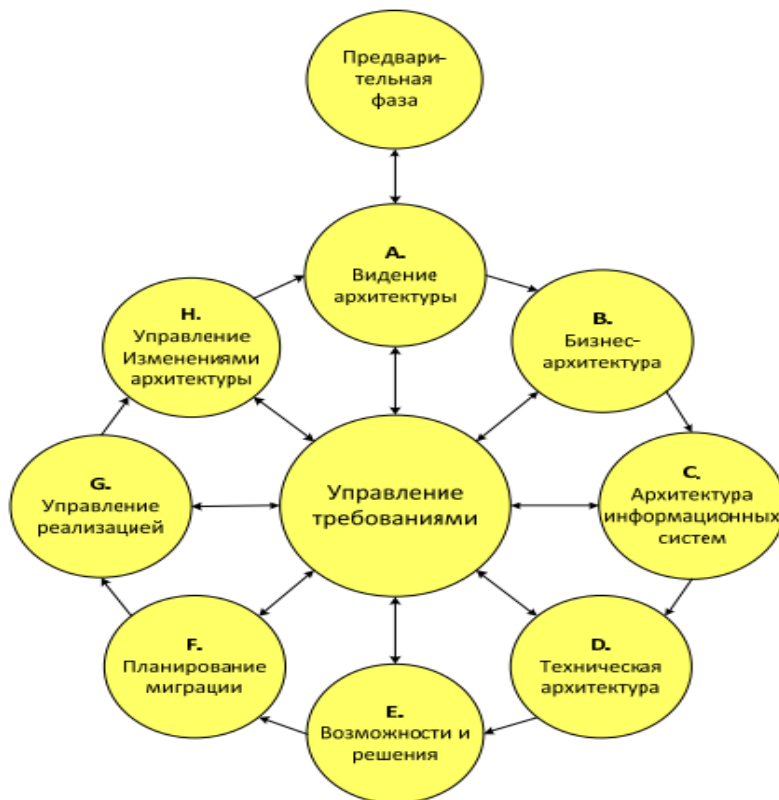 Предвари-
тельная
фаза
A.
Видение
архитектуры
B.
Бизнес-
архитектура
C.
Архитектура
информационных
систем
D.
Техническая
архитектура
E.
Возможности и
решения
F.
Планирование
миграции
G.
Управление
реализацией
H.
Управление
Изменениями
архитектуры
Управление
требованиями